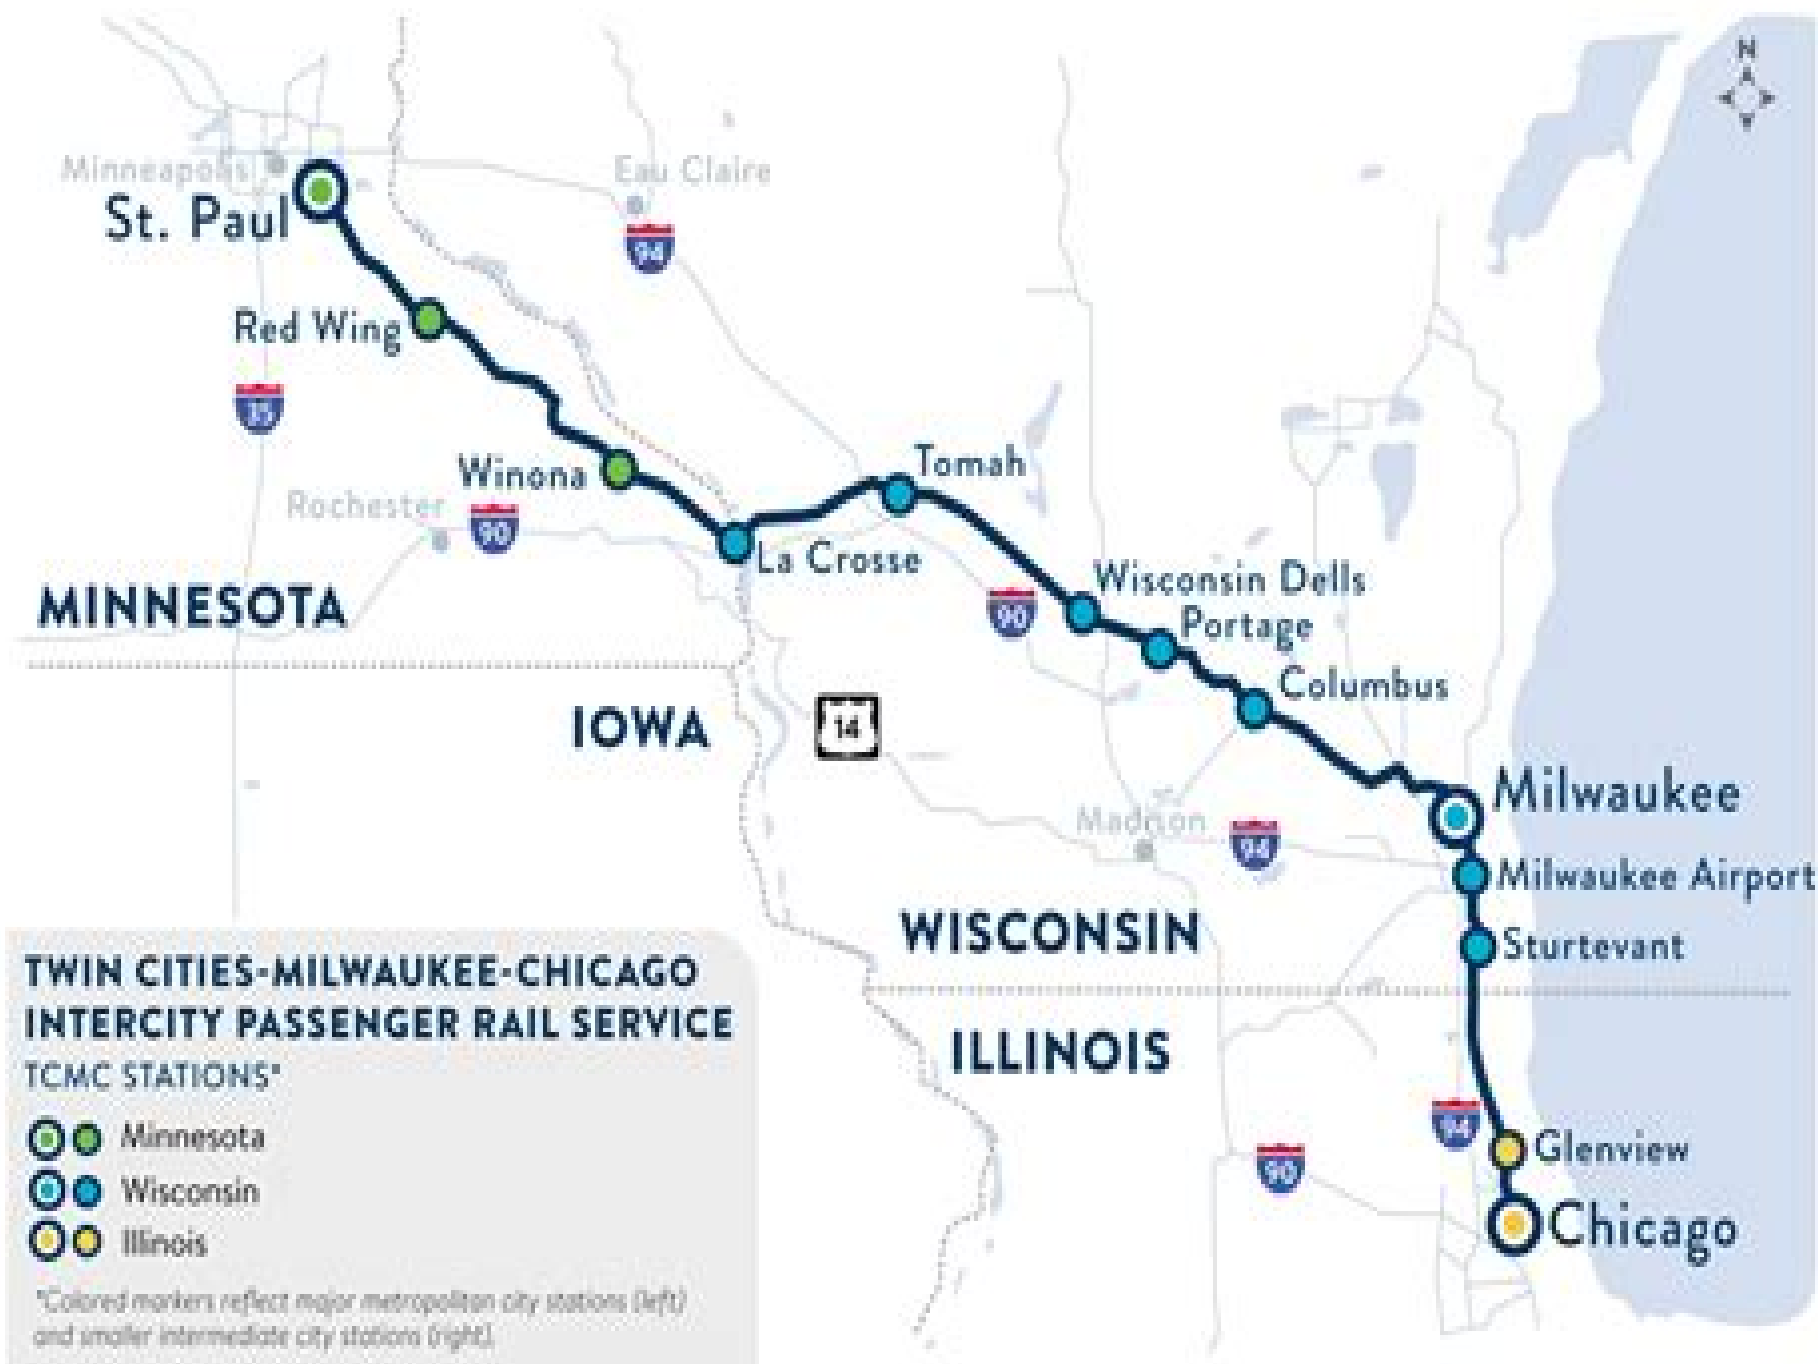 N
Minneapolis
Eau Claire
St. Paul
94
Red Wing
35
Tomah
Winona
Rochester
90
La Crosse
Wisconsin Dells
MINNESOTA
90
Portage
Columbus
IOWA
14
Milwaukee
Madison
94
Milwaukee Airport
WISCONSIN
Sturtevant
ILLINOIS
94
Glenview
90
Chicago
TWIN CITIES-MILWAUKEE-CHICAGO
INTERCITY PASSENGER RAIL SERVICE
TCMC STATIONS*
Minnesota
Wisconsin
Illinois
*Colored markers reflect major metropolitan city stations (left)
and smaller intermediate city stations (right).